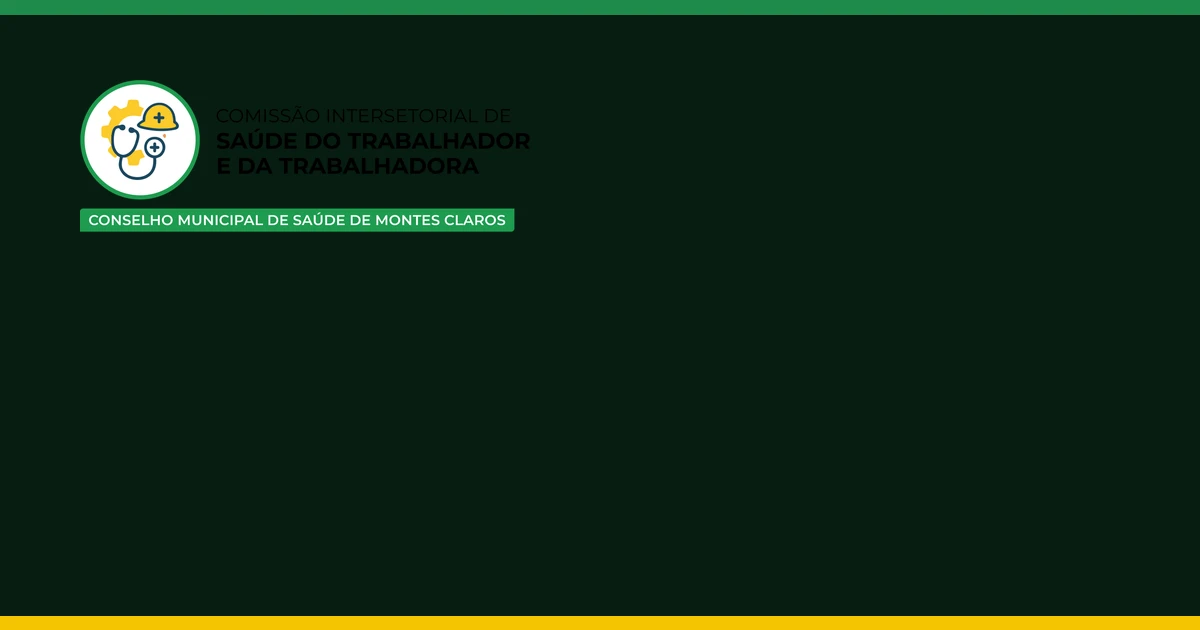 COMISSÃO INTERSETORIAL DE
SAÚDE DO TRABALHADOR
E DA TRABALHADORA
CONSELHO MUNICIPAL DE SAÚDE DE MONTES CLAROS